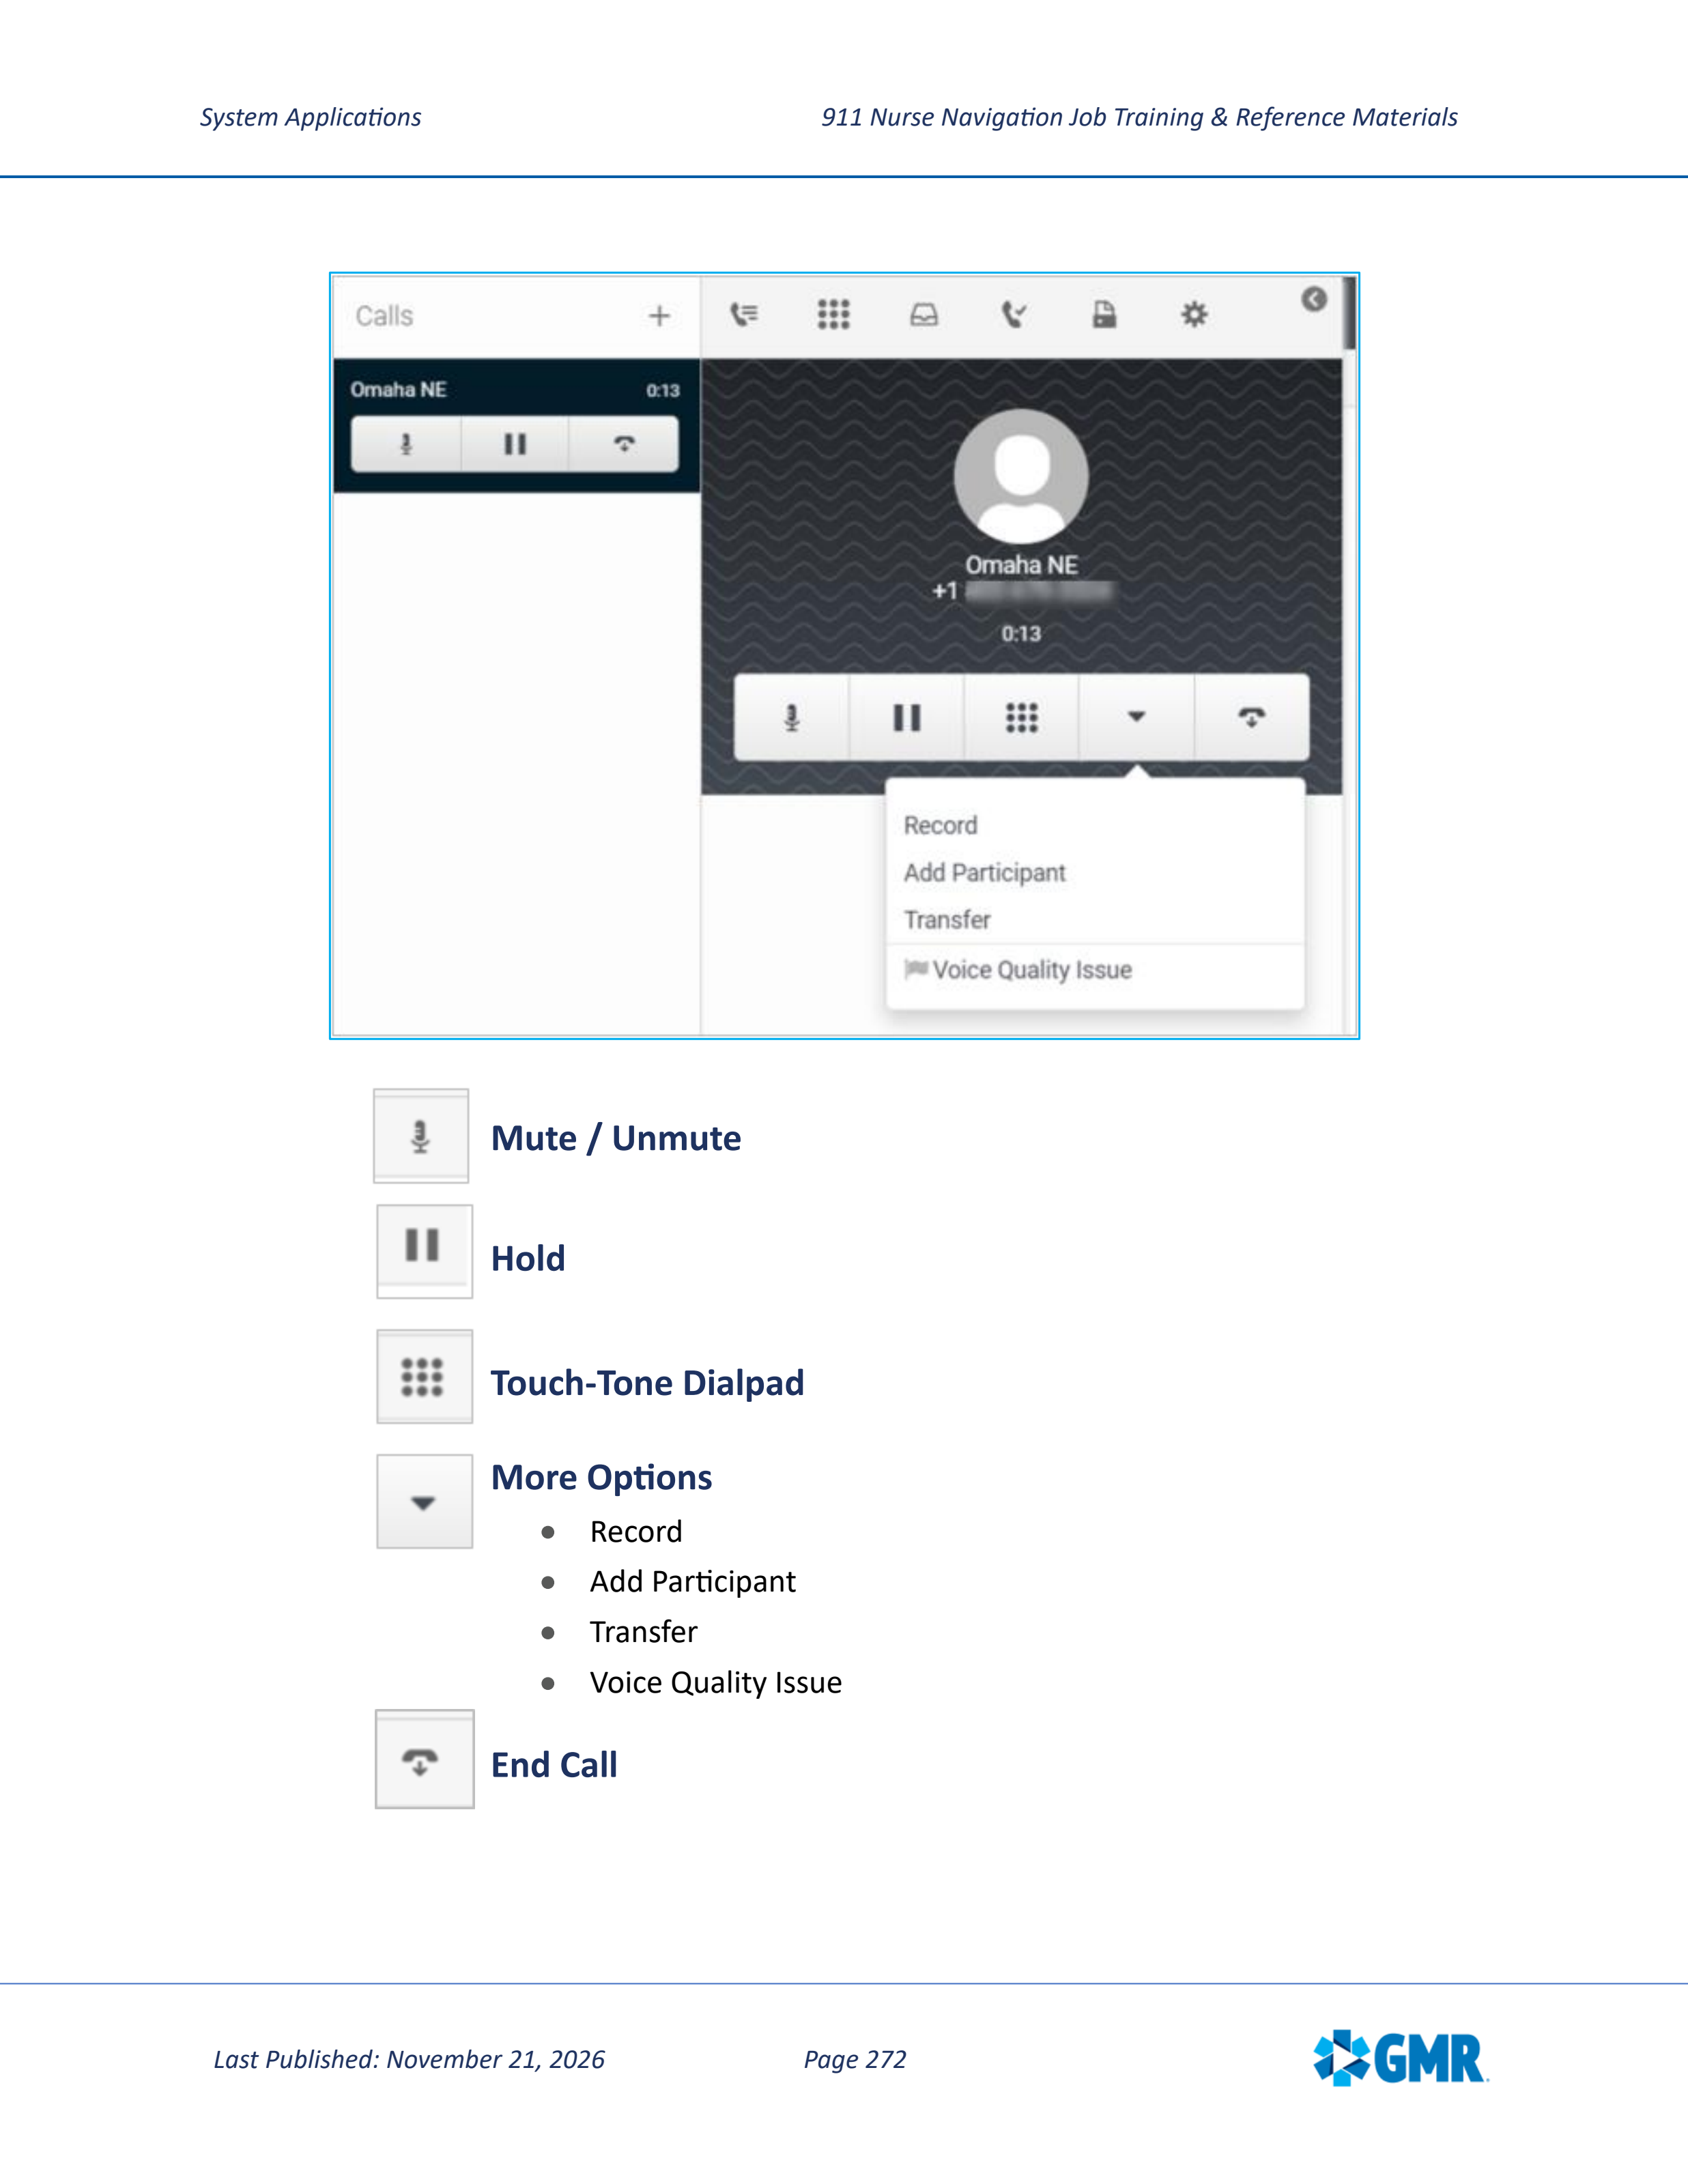 System Applications
911 Nurse Navigation Job Training & Reference Materials
Calls
Omaha NE
0:13
Omaha NE
+1
0:13
Record
Add Participant
Transfer
Voice Quality Issue
Mute / Unmute
Hold
Touch-Tone Dialpad
More Options
● Record
● Add Participant
● Transfer
● Voice Quality Issue
End Call
Last Published: November 21, 2026
Page 272
GMR